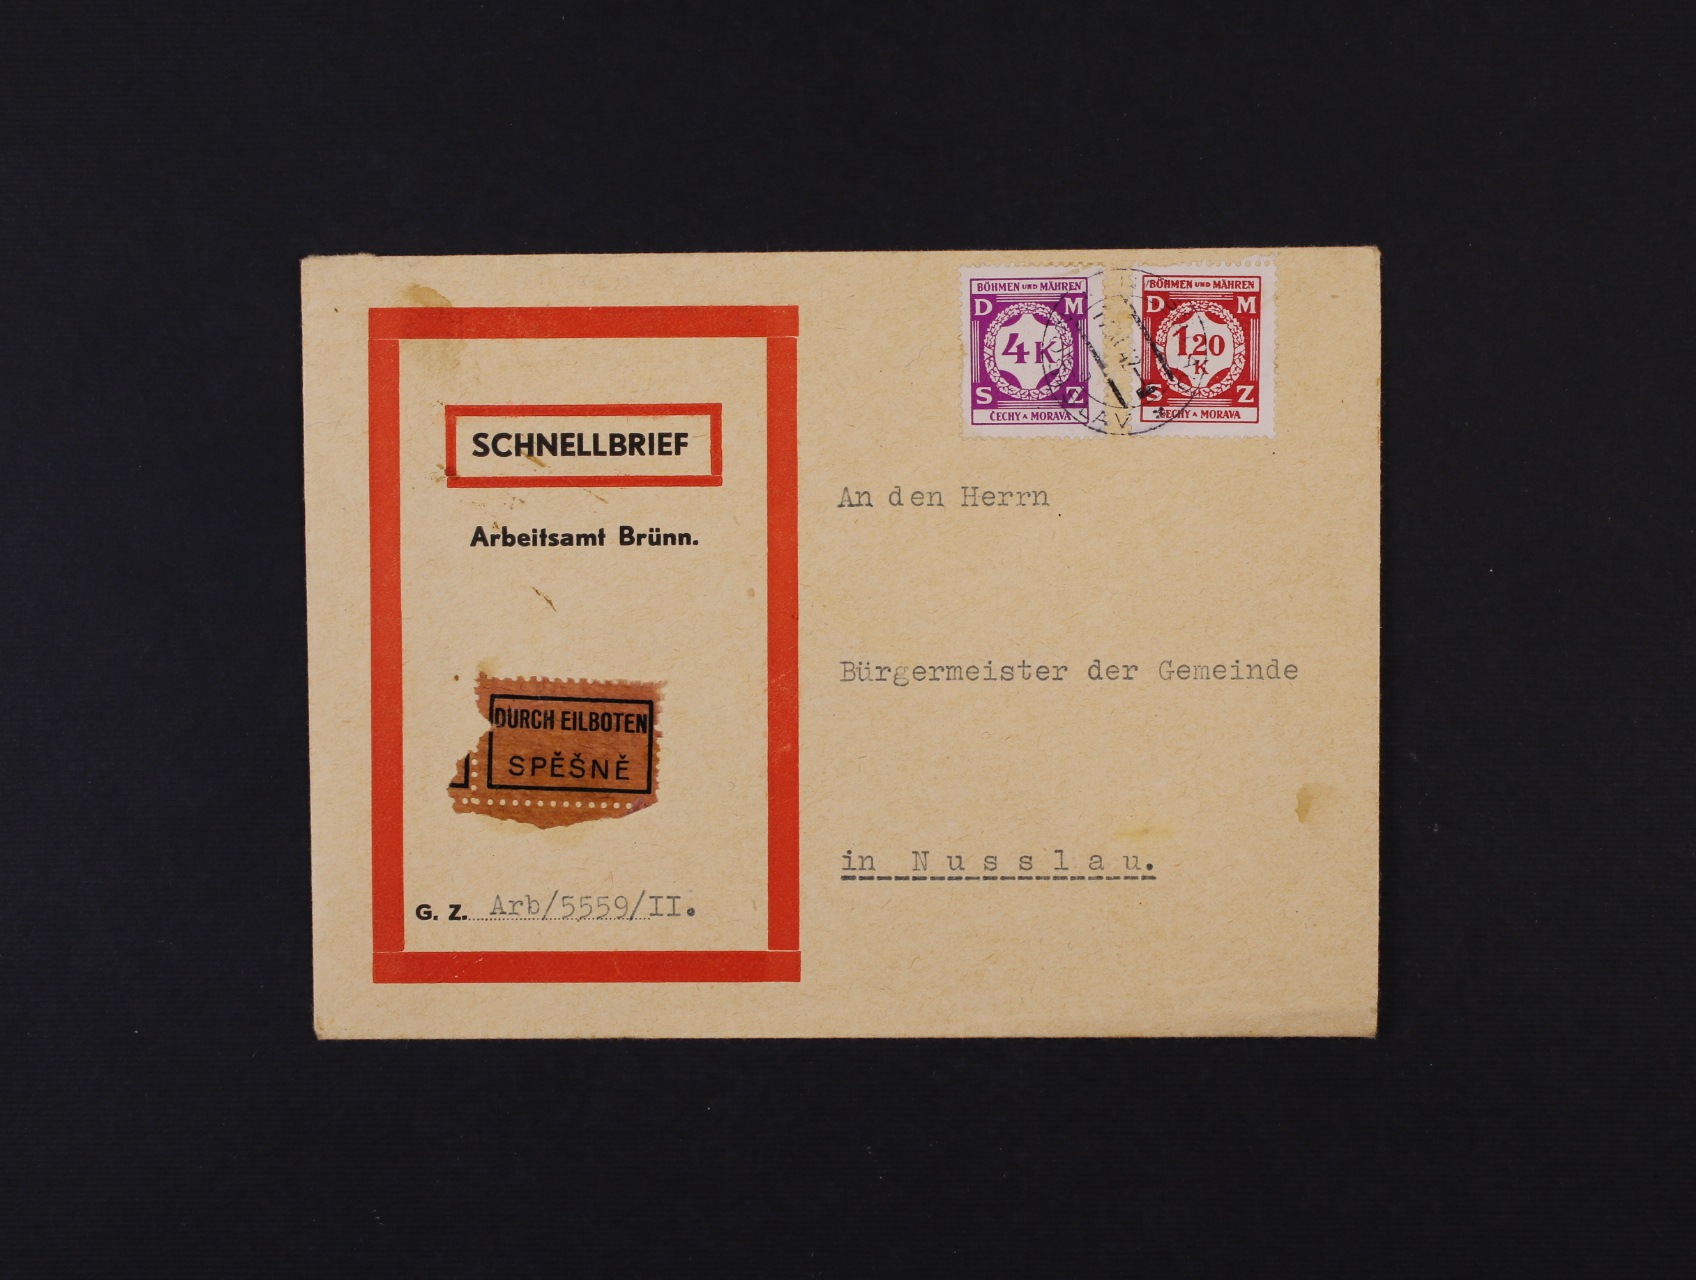 SCHNELLBRIEF
Arbeitsamt Brünn.
DURCH EILBOTEN
SPĚŠNĚ
G. Z. Arb/5559/II.
BÖHMEN UND MÄHREN
D M
4 K
S Z
ČECHY A MORAVA
BÖHMEN UND MÄHREN
D M
1.20
K
S Z
ČECHY A MORAVA
An den Herrn
Bürgermeister der Gemeinde
in Nusslau.